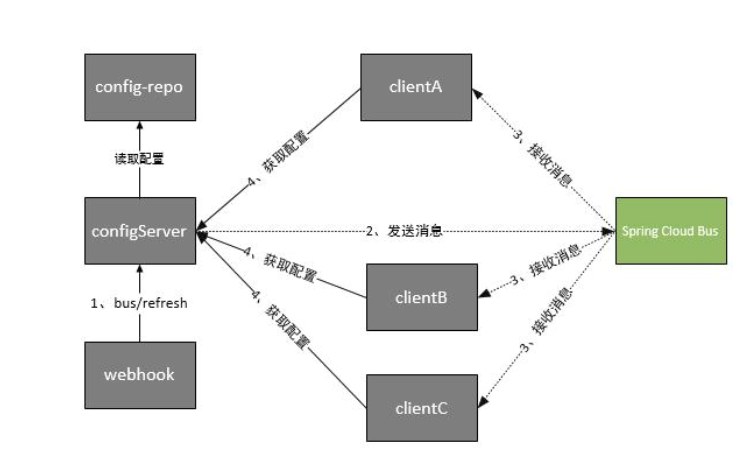 config-repo
clientA
读取配置
4、获取配置
3、接收消息
configServer
2、发送消息
Spring Cloud Bus
4、获取配置
3、接收消息
1、bus/refresh
clientB
4、获取配置
3、接收消息
webhook
clientC